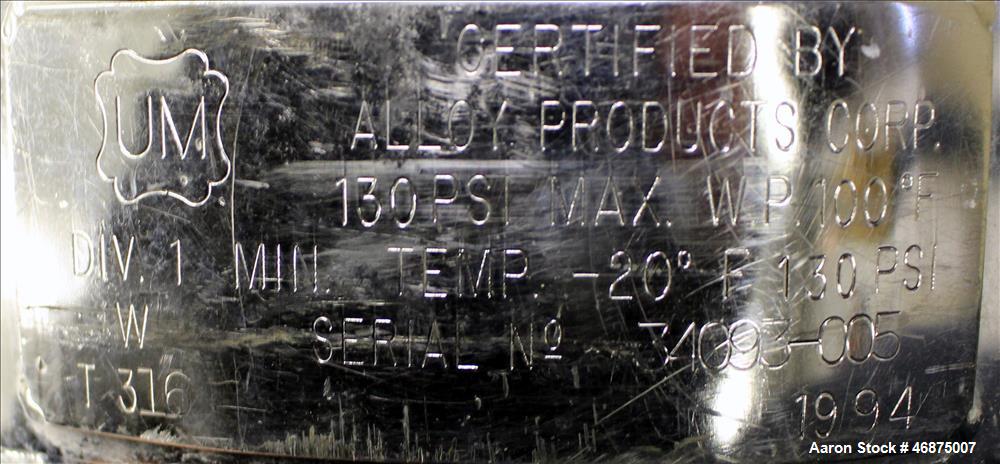 CERTIFIED BY
UM
ALLOY PRODUCTS CORP.
130 PSI MAX. W.P. 100°F
DIV. 1 MIN. TEMP. -20° F 130 PSI
W SERIAL Nº 74093-005
T 316
1994
Aaron Stock # 46875007